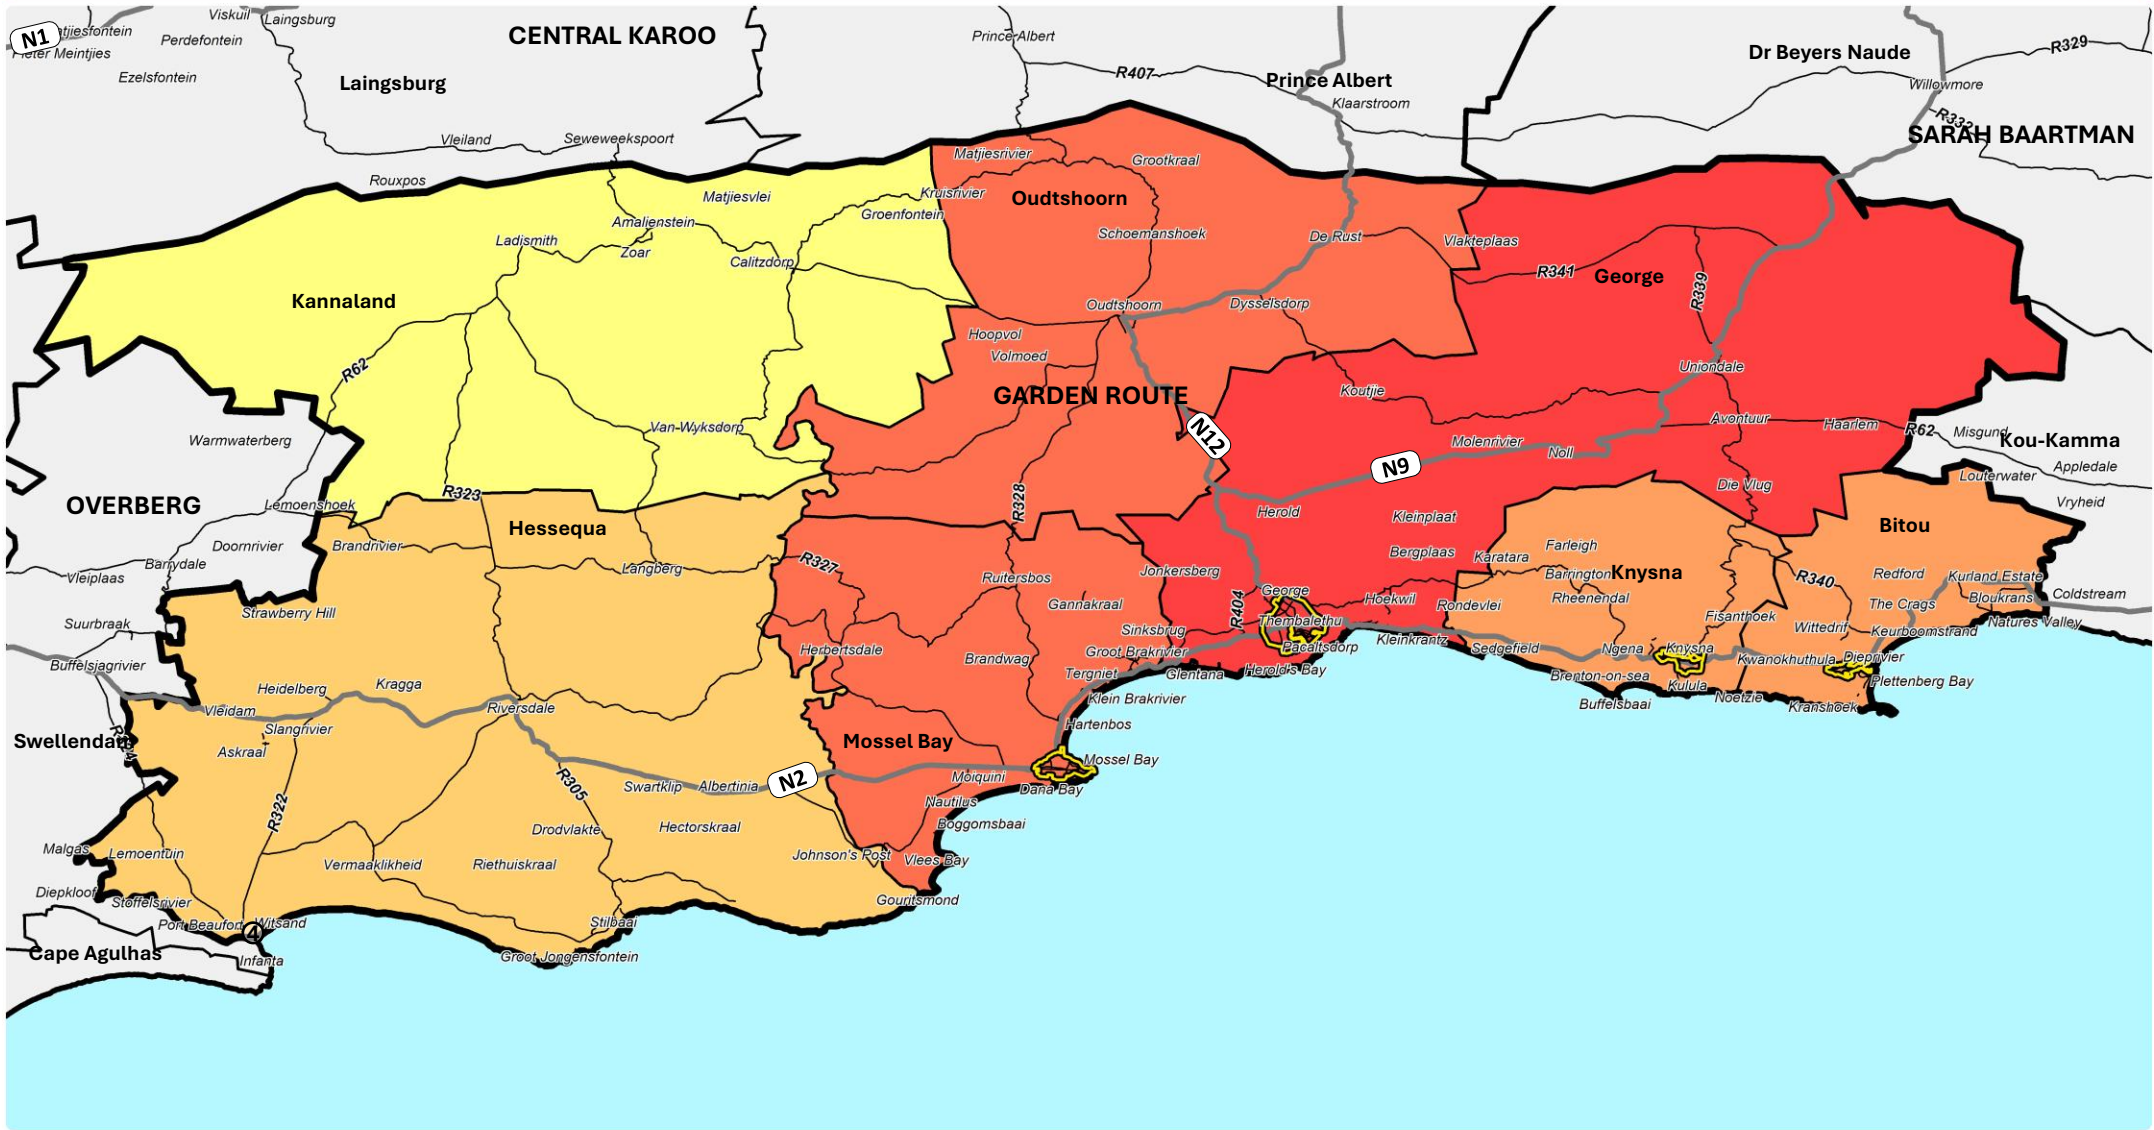 Viskuil
Laingsburg
N1
Perdefontein
Pieter Meintjies
Ezelsfontein
Laingsburg
CENTRAL KAROO
Prince Albert
R407
Prince Albert
Klaarstroom
Dr Beyers Naude
R329
Willowmore
SARAH BAARTMAN
Vleiland
Seweweekspoort
Rouxpos
Matjiesvlei
Amalienstein
Zoar
Ladismith
Calitzdorp
Groenfontein
Kruisrivier
Matjiesrivier
Grootkraal
Oudtshoorn
Schoemanshoek
De Rust
Vlakteplaas
R341
George
R339
Kannaland
Oudtshoorn
Dysselsdorp
Hoopvol
Volmoed
R62
GARDEN ROUTE
Koutjie
Uniondale
Warmwaterberg
Van Wyksdorp
N12
N9
Molenrivier
Noll
Avontuur
Haarlem
R62
Misgund
Kou-Kamma
Appledale
Louterwater
Vryheid
OVERBERG
Lemoenshoek
R323
R328
Herold
Kleinplaat
Die Vlug
Hessequa
Bitou
Doornrivier
Brandrivier
Barrydale
Vleiplaas
Langberg
R327
Ruitersbos
Jonkersberg
Bergplaas
Karatara
Farleigh
Barrington
Knysna
R340
Redford
Kurland Estate
Coldstream
Strawberry Hill
Gannakraal
R404
George
Hoekwil
Rondevlei
Rheenendal
Fisanthoek
The Crags
Bloukrans
Natures Valley
Suurbraak
Buffelsjagrivier
Herbertsdale
Brandwag
Sinksbrug
Thembalethu
Pacaltsdorp
Kleinkrantz
Sedgefield
Ngena
Knysna
Wittedrif
Keurboomstrand
Kwanokhuthula
Dieprivier
Groot Brakrivier
Tergniet
Glentana
Herold's Bay
Brenton-on-sea
Kulula
Plettenberg Bay
Heidelberg
Kragga
Riversdale
Klein Brakrivier
Buffelsbaai
Noetzie
Kranshoek
Vleidam
Slangrivier
Askraal
Swellendam
Hartenbos
Mossel Bay
Mossel Bay
Dana Bay
Moiquini
N2
Swartklip
Albertinia
R305
R322
Nautilus
Boggomsbaai
Drodvlakte
Hectorskraal
Malgas
Lemoentuin
Vermaaklikheid
Riethuiskraal
Johnson's Post
Vlees Bay
Diepkloof
Stoffelsrivier
Gouritsmond
Port Beaufort
Witsand
4
Stilbaai
Cape Agulhas
Infanta
Groot Jongensfontein